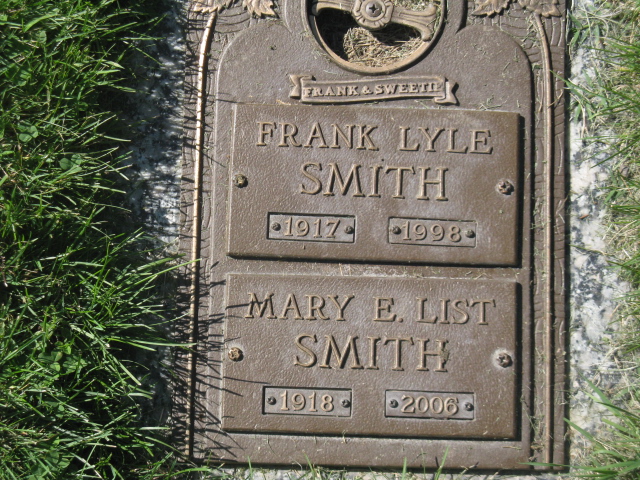 FRANK & SWEETIE
FRANK LYLE
SMITH
1917 1998
MARY E. LIST
SMITH
1918 2006